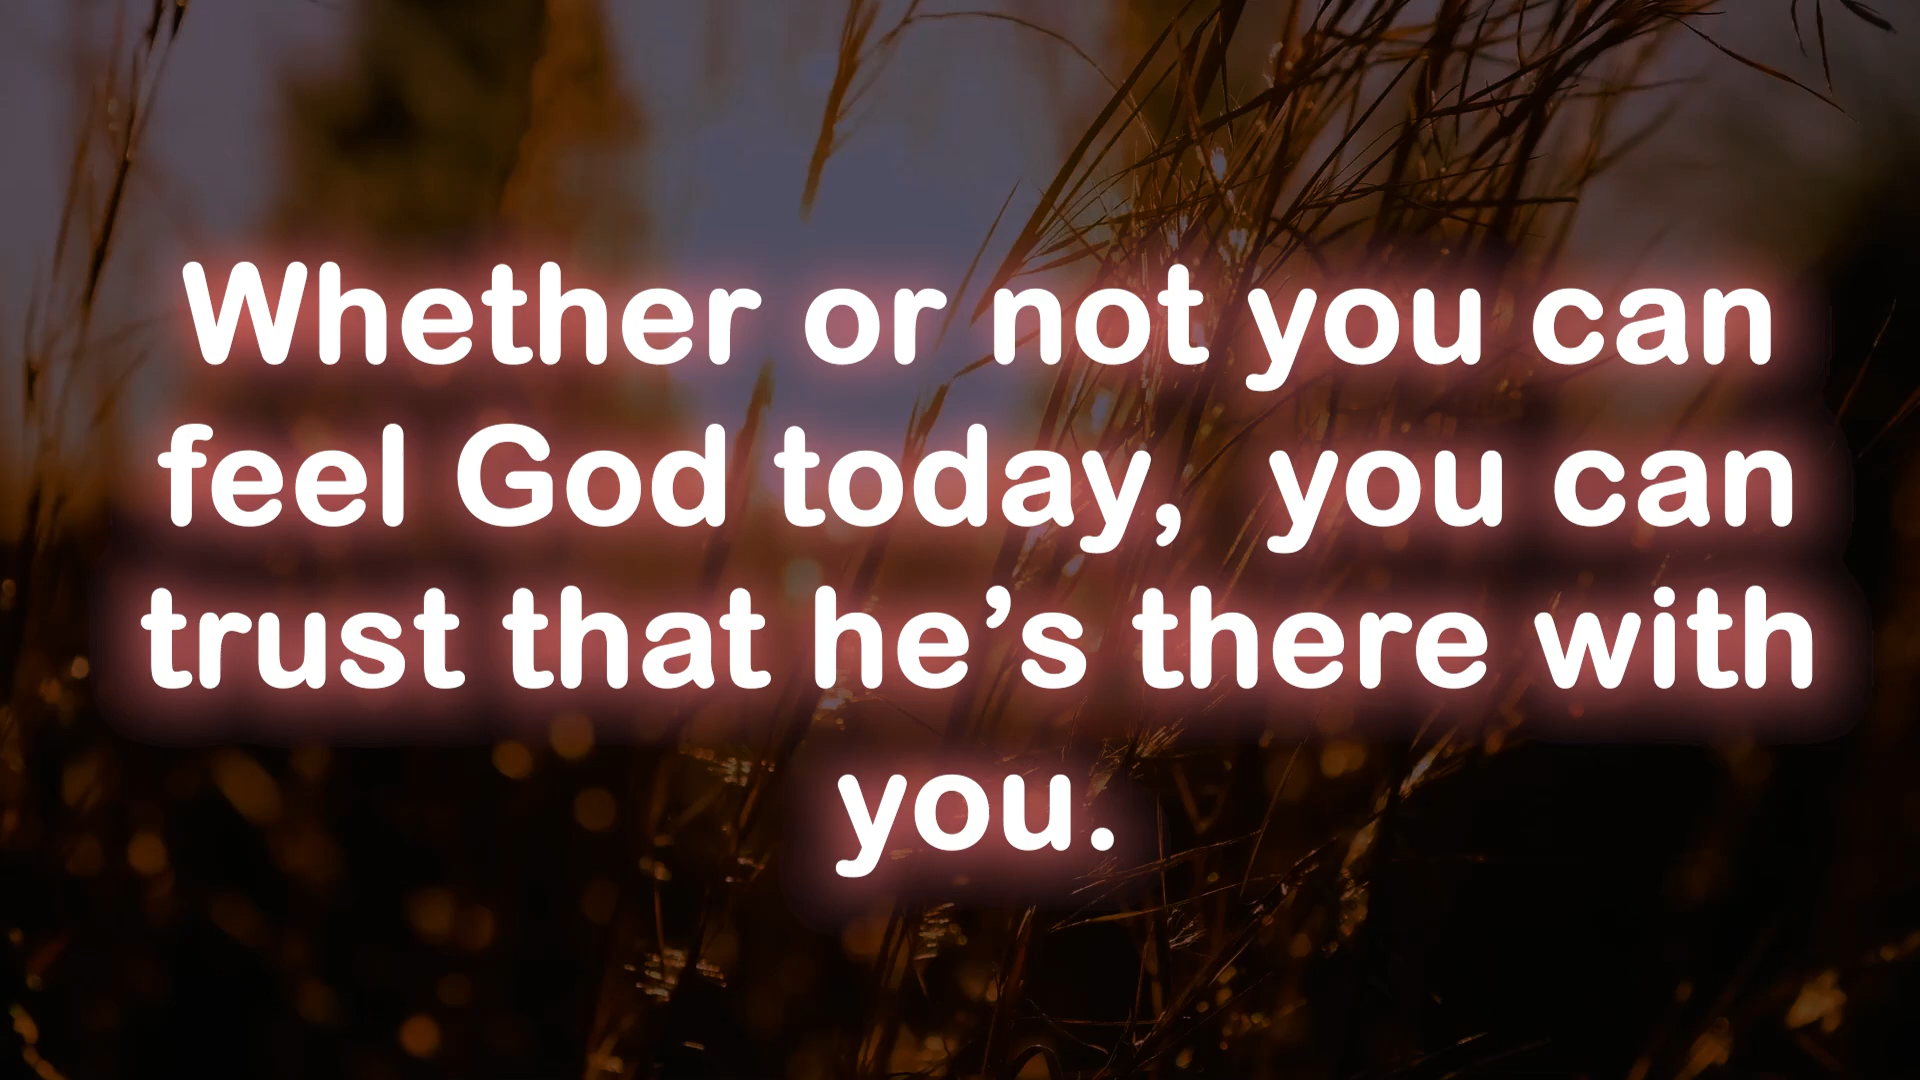 Whether or not you can
feel God today,  you can
trust that he’s there with
you.